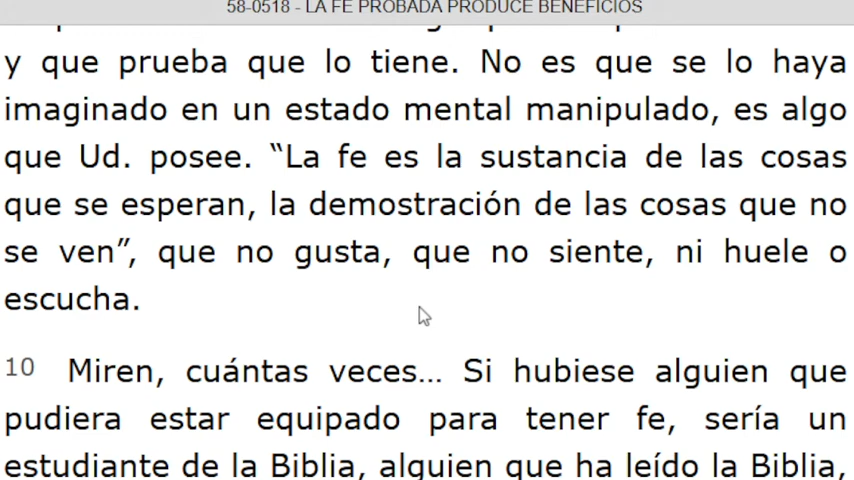 58-0518 - LA FE PROBADA PRODUCE BENEFICIOS
y que prueba que lo tiene. No es que se lo haya
imaginado en un estado mental manipulado, es algo
que Ud. posee. “La fe es la sustancia de las cosas
que se esperan, la demostración de las cosas que no
se ven”, que no gusta, que no siente, ni huele o
escucha.
10 Miren, cuántas veces... Si hubiese alguien que
pudiera estar equipado para tener fe, sería un
estudiante de la Biblia, alguien que ha leído la Biblia,